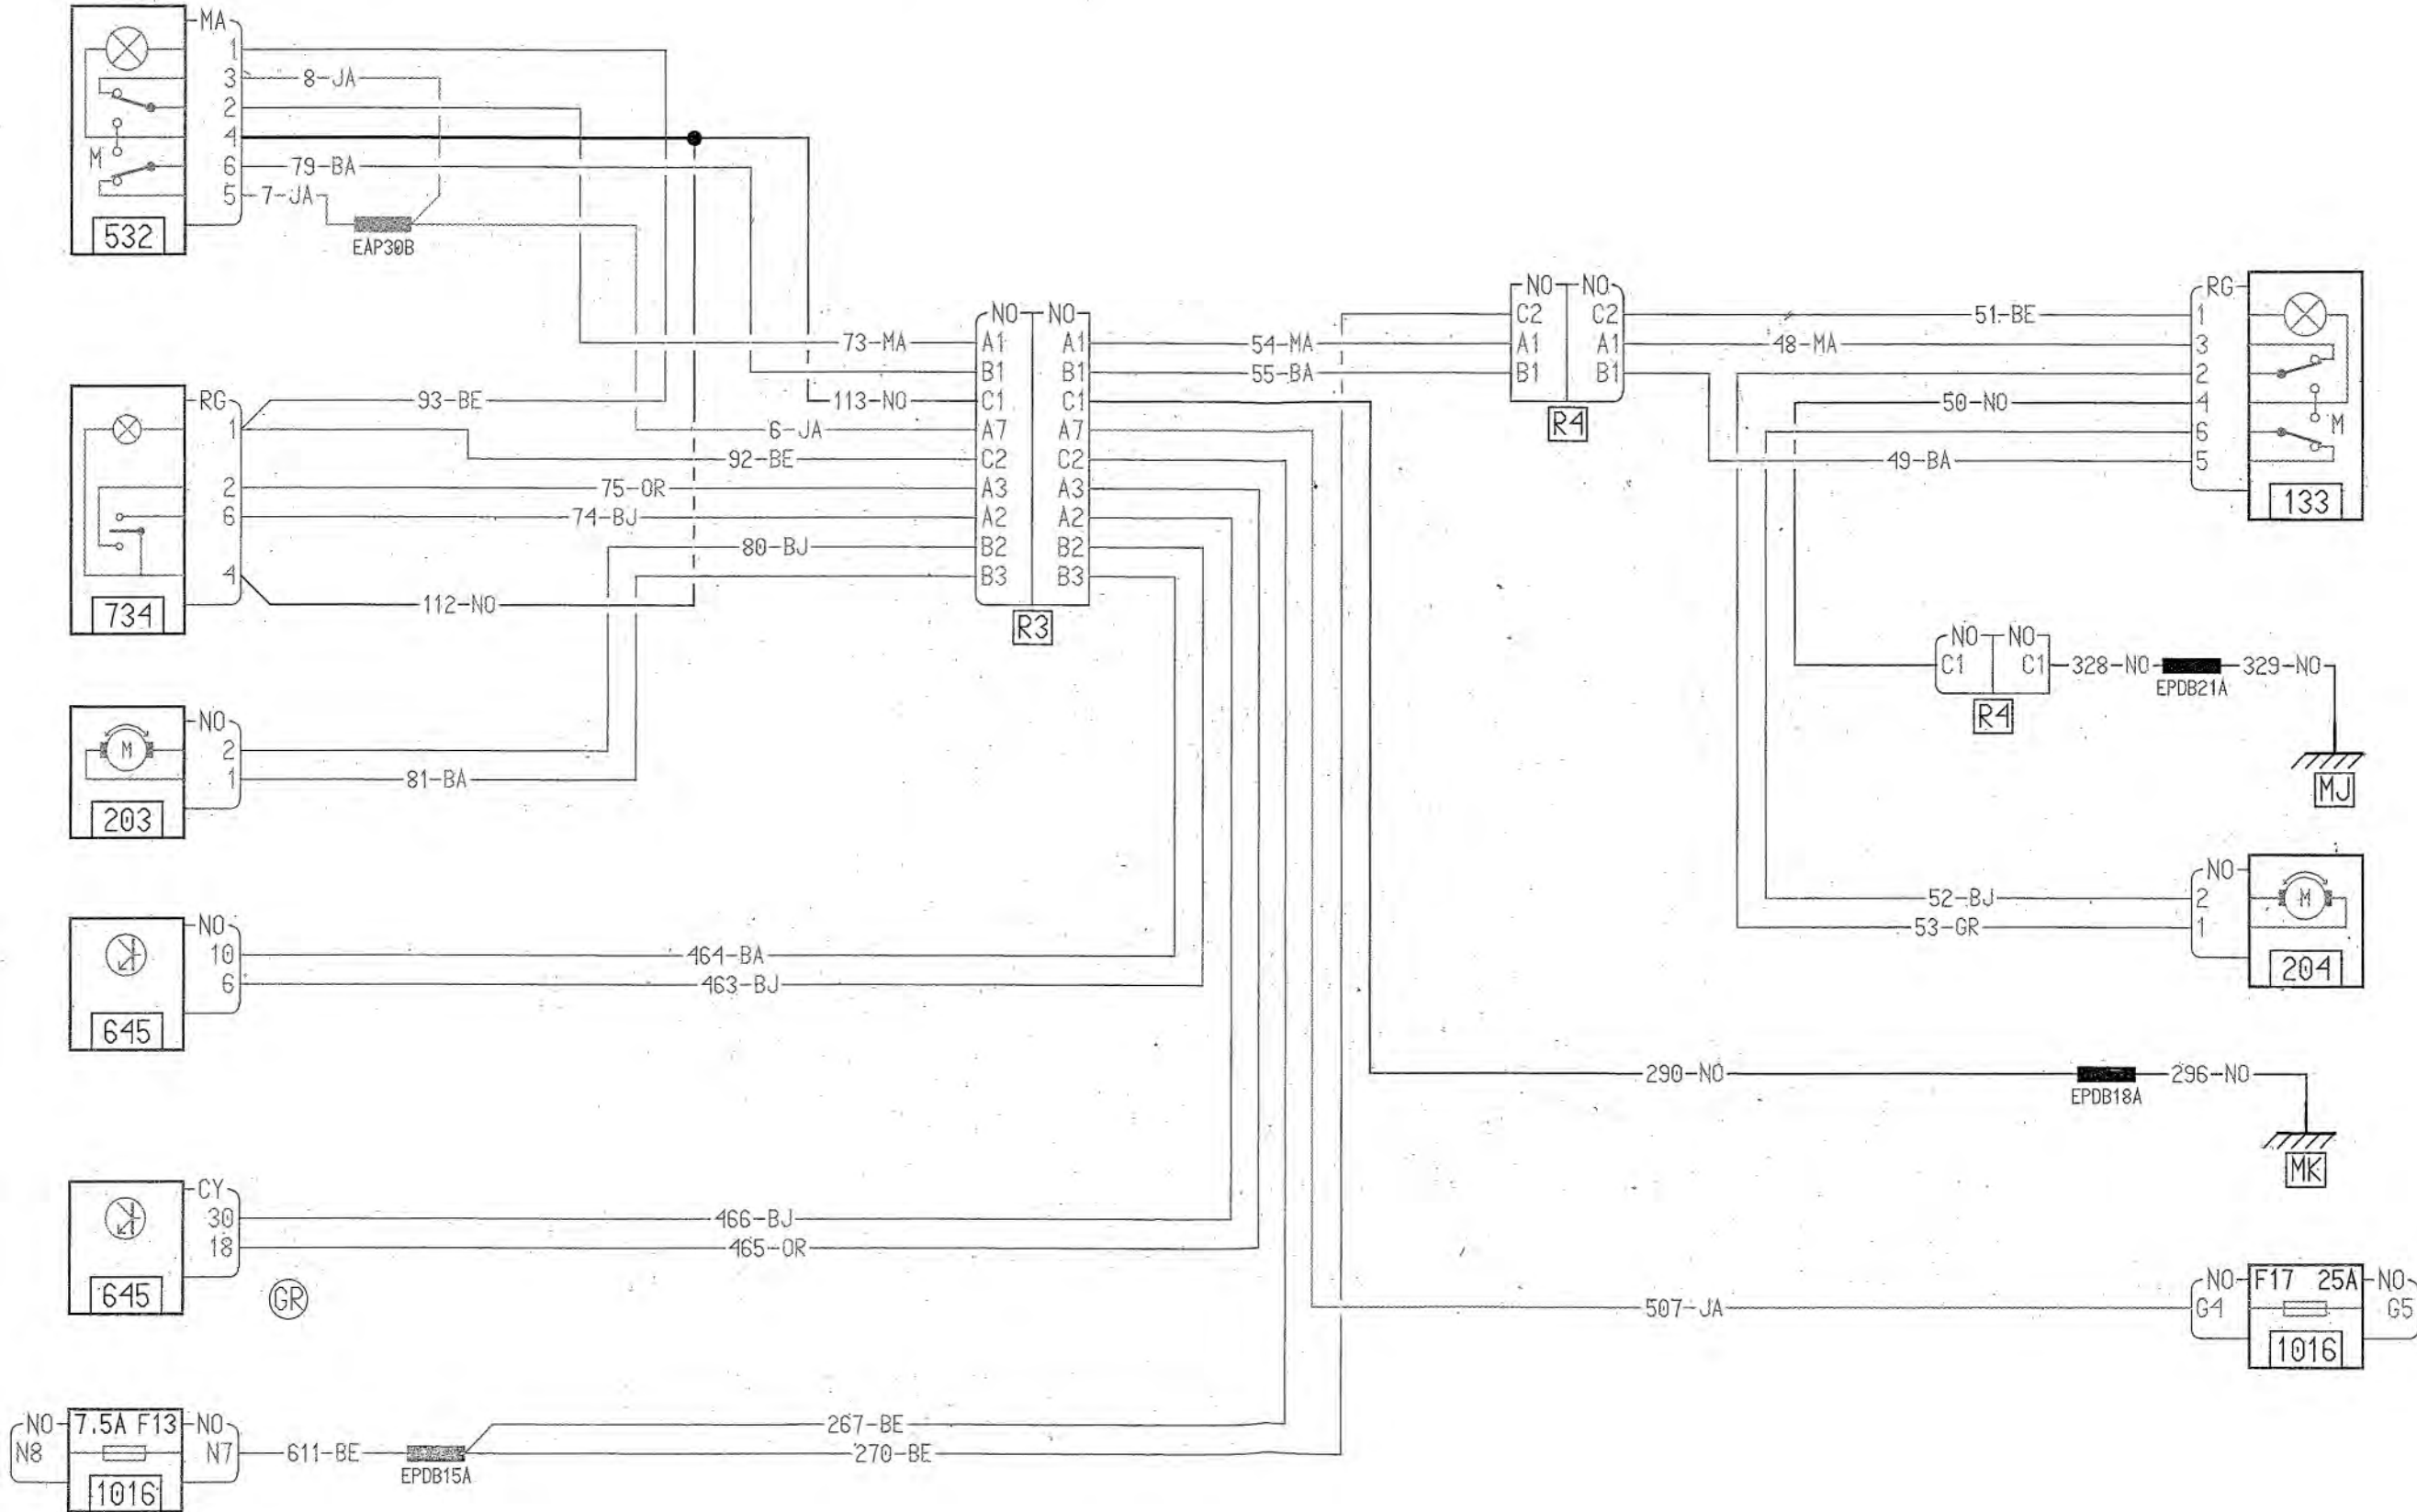 MA
1
3 8-JA
2
4
M
6 79-BA
5 7-JA
532
EAP30B
RG
1
93-BE
92-BE
2 75-OR
6 74-BJ
4
112-NO
734
73-MA
113-NO
6-JA
80-BJ
NO NO
A1 A1
B1 B1
C1 C1
A7 A7
C2 C2
A3 A3
A2 A2
B2 B2
B3 B3
R3
54-MA
55-BA
NO NO
C2 C2
A1 A1
B1 B1
R4
51-BE
48-MA
50-NO
49-BA
RG
1
3
2
4
M
6
5
133
NO
M 2
1 81-BA
203
NO NO
C1 C1 328-NO 329-NO
EPDB21A
R4
MJ
NO
52-BJ 2 M
53-GR 1
204
NO
10 464-BA
6 463-BJ
645
290-NO 296-NO
EPDB18A
MK
CY
30 466-BJ
18 465-OR
645
GR
NO F17 25A NO
507-JA G4 G5
1016
NO 7.5A F13 NO
N8 N7 611-BE
267-BE
270-BE
EPDB15A
1016